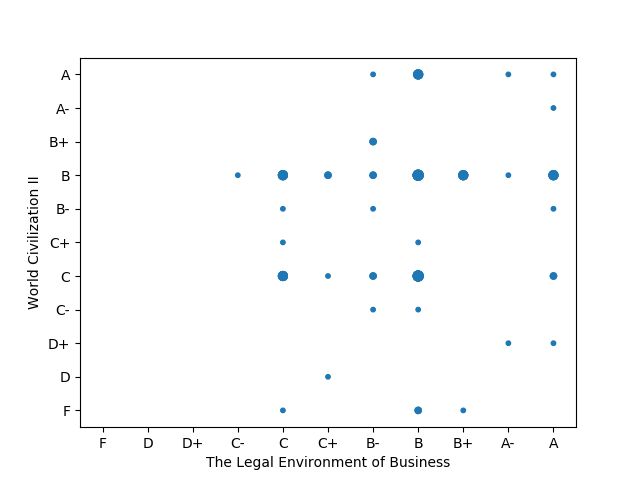 A
A-
B+
B
B-
C+
C
C-
D+
D
F
World Civilization II
F D D+ C- C C+ B- B B+ A- A
The Legal Environment of Business